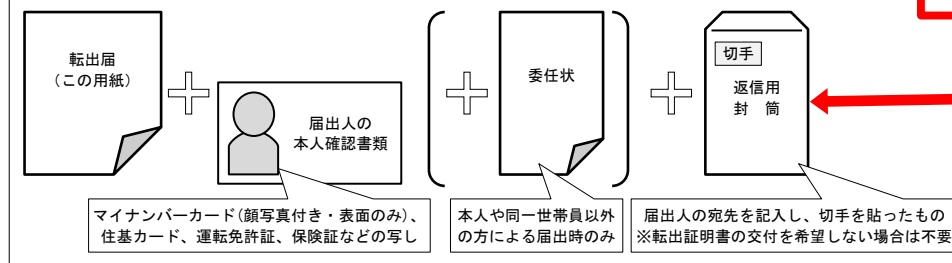 転出届
（この用紙）
届出人の
本人確認書類
委任状
切手
返信用
封　筒
マイナンバーカード（顔写真付き・表面のみ）、
住基カード、運転免許証、保険証などの写し
本人や同一世帯員以外
の方による届出時のみ
届出人の宛先を記入し、切手を貼ったもの
※転出証明書の交付を希望しない場合は不要